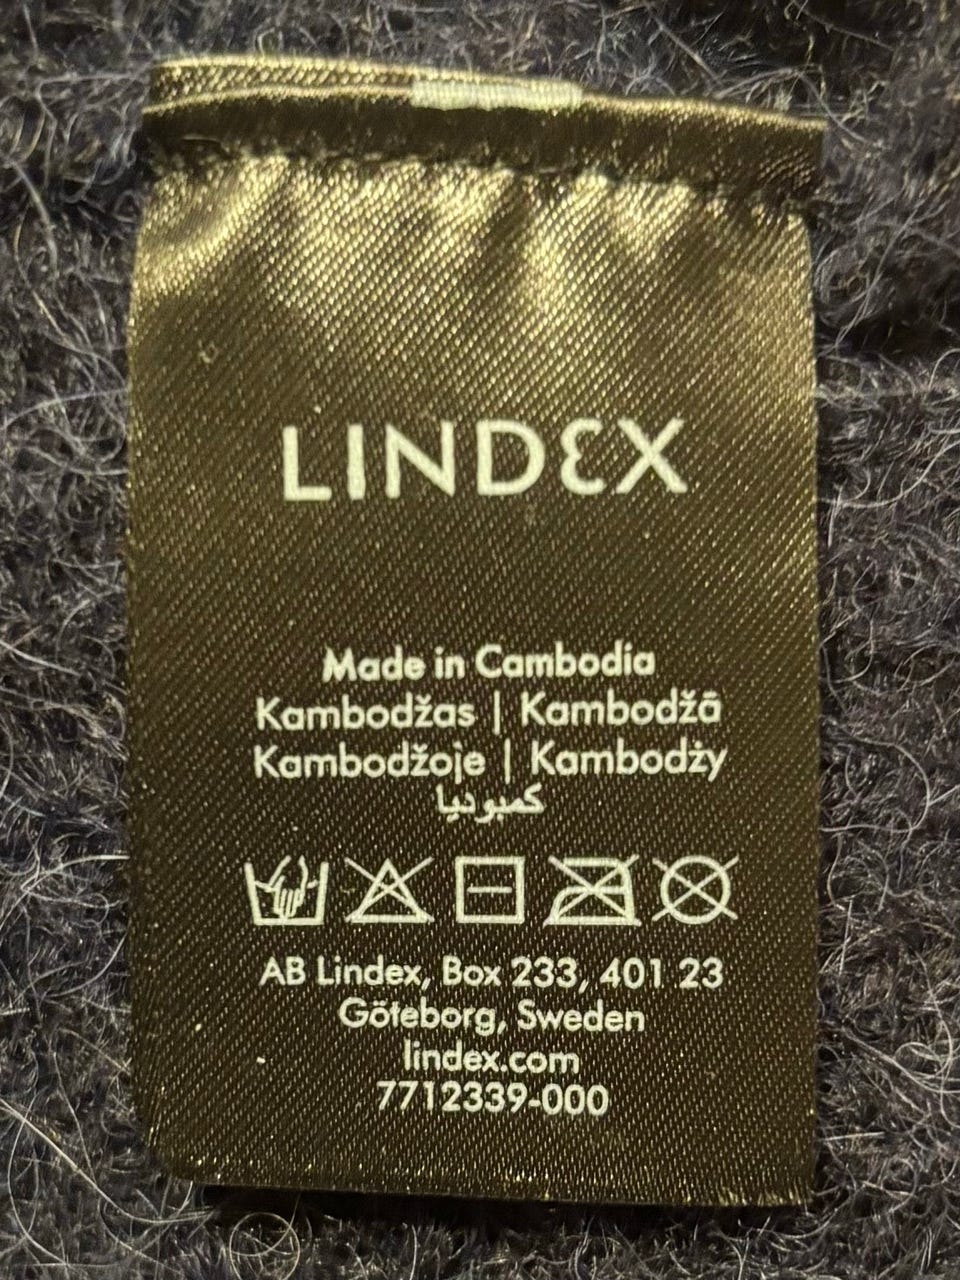 LINDEX
Made in Cambodia
Kambodžas | Kambodžā
Kambodžoje | Kambodży
كمبوديا
AB Lindex, Box 233, 401 23
Göteborg, Sweden
lindex.com
7712339-000